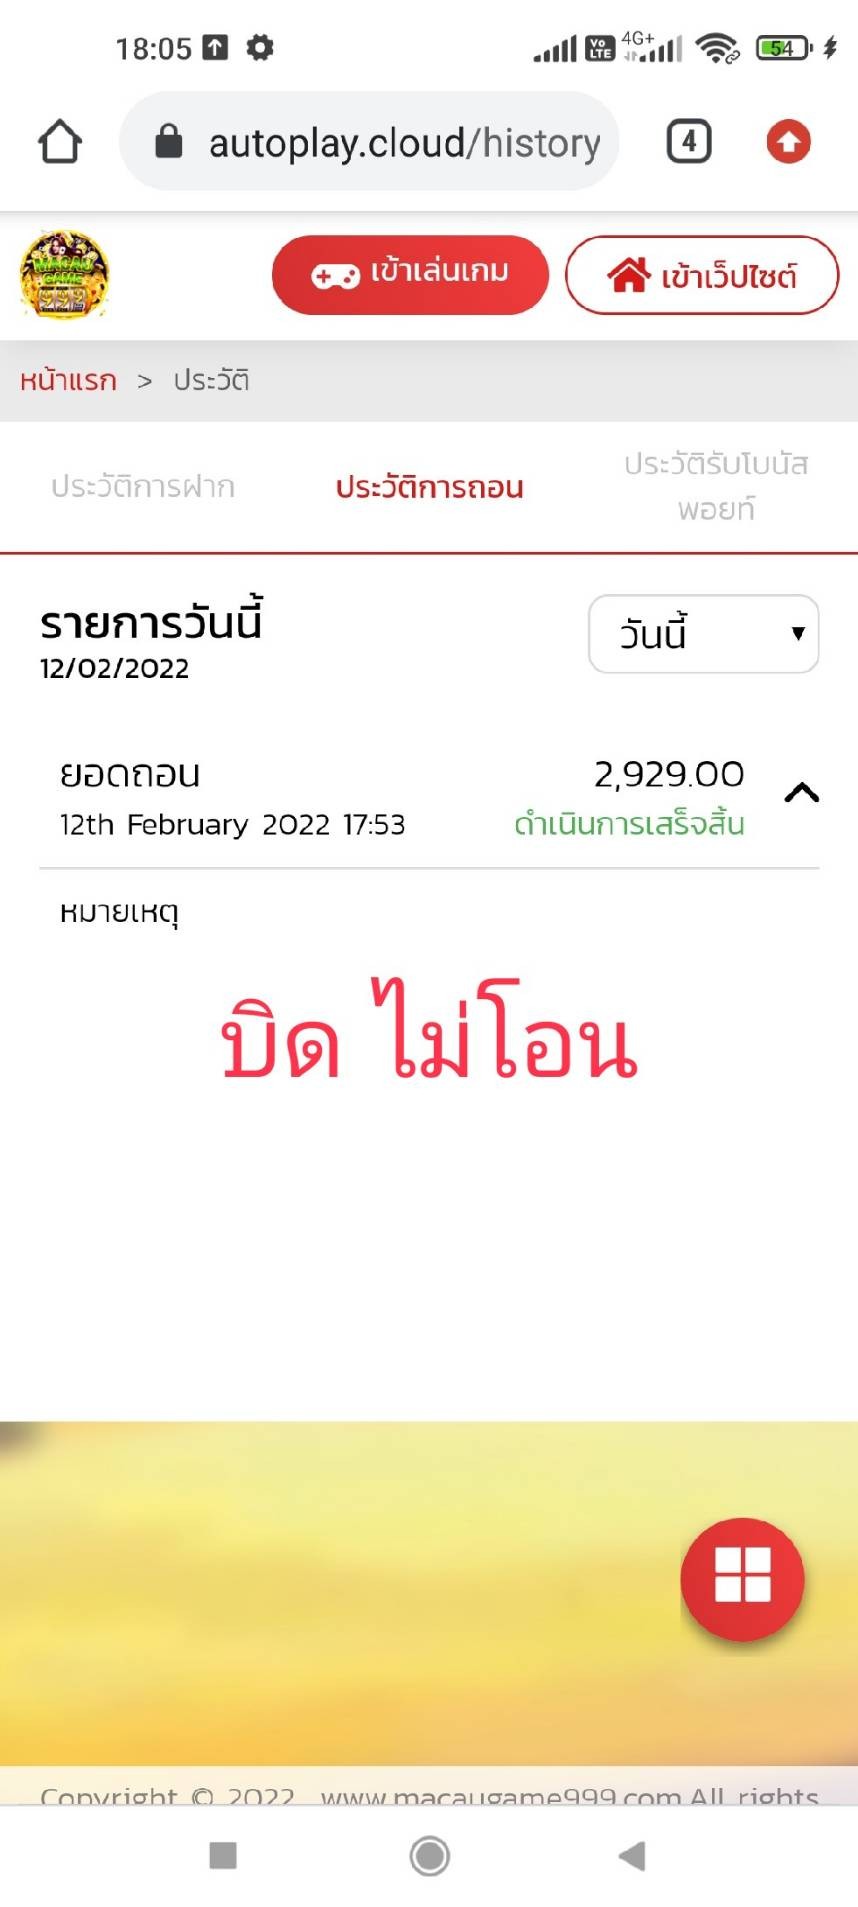 18:05
Vo LTE 4G+ 54
autoplay.cloud/history
4
MACAU GAME 999
เข้าเล่นเกม
เข้าเว็ปไซต์
หน้าแรก > ประวัติ
ประวัติการฝาก
ประวัติการถอน
ประวัติรับโบนัส
พอยท์
รายการวันนี้
วันนี้
12/02/2022
ยอดถอน 2,929.00
12th February 2022 17:53 ดำเนินการเสร็จสิ้น
หมายเหตุ
บิด ไม่โอน
Copyright © 2022 www.macaugame999.com All rights